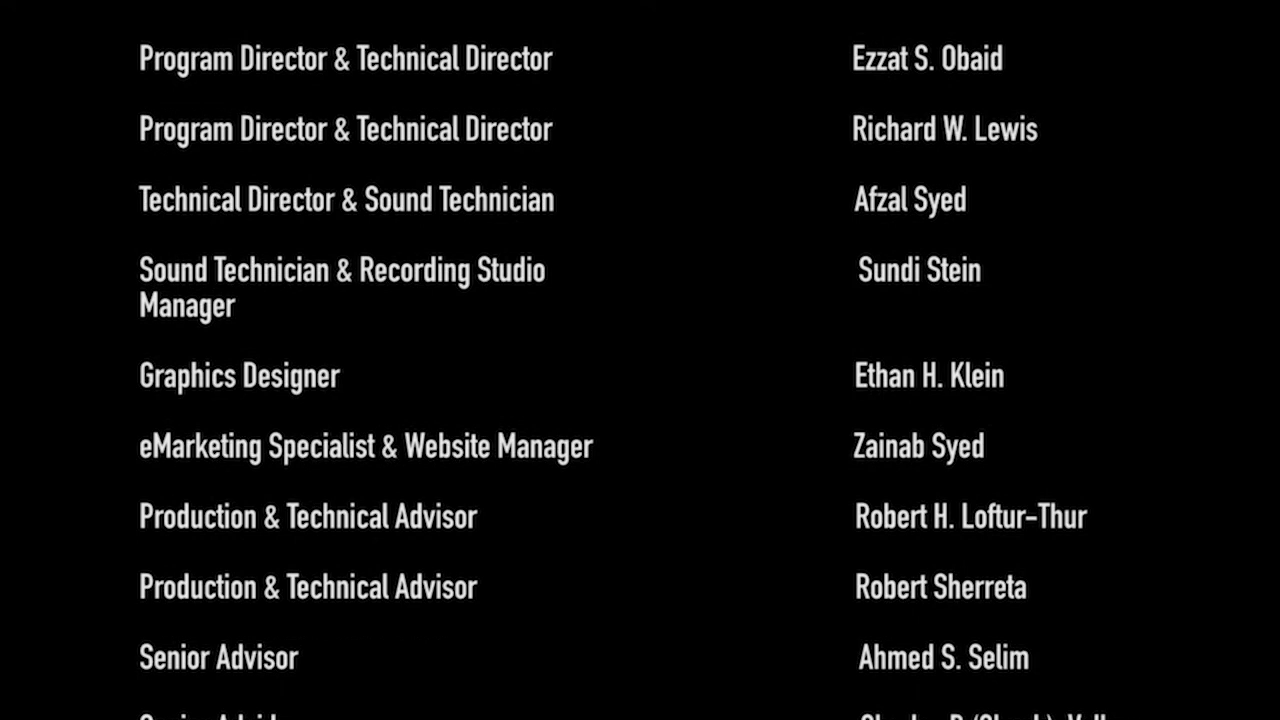 Program Director & Technical Director Ezzat S. Obaid
Program Director & Technical Director Richard W. Lewis
Technical Director & Sound Technician Afzal Syed
Sound Technician & Recording Studio Sundi Stein
Manager
Graphics Designer Ethan H. Klein
eMarketing Specialist & Website Manager Zainab Syed
Production & Technical Advisor Robert H. Loftur-Thur
Production & Technical Advisor Robert Sherreta
Senior Advisor Ahmed S. Selim